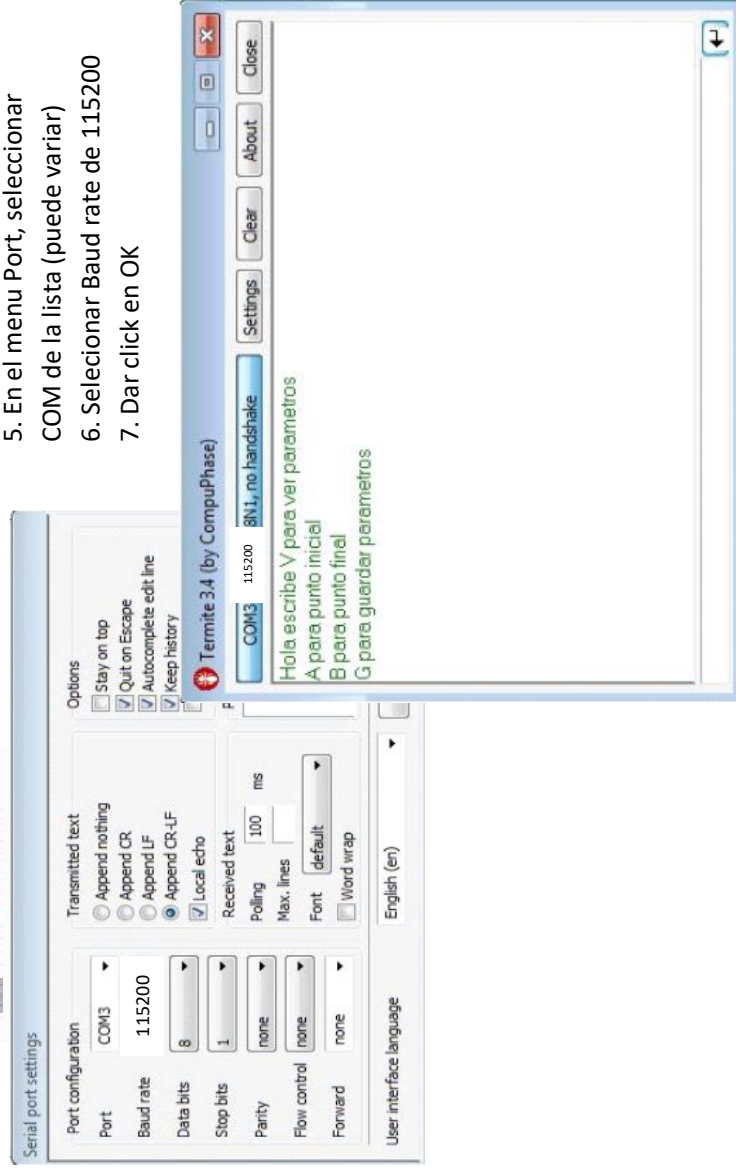 5. En el menu Port, seleccionar
COM de la lista (puede variar)
6. Selecionar Baud rate de 115200
7. Dar click en OK
Serial port settings
Port configuration
Port
COM3
Baud rate
115200
Data bits
8
Stop bits
1
Parity
none
Flow control
none
Forward
none
Transmitted text
Append nothing
Append CR
Append LF
Append CR-LF
Local echo
Received text
Polling
100
ms
Max. lines
Font
default
Word wrap
Options
Stay on top
Quit on Escape
Autocomplete edit line
Keep history
User interface language
English (en)
Termite 3.4 (by CompuPhase)
COM3 115200 8N1, no handshake
Settings
Clear
About
Close
Hola escribe V para ver parametros
A para punto inicial
B para punto final
G para guardar parametros